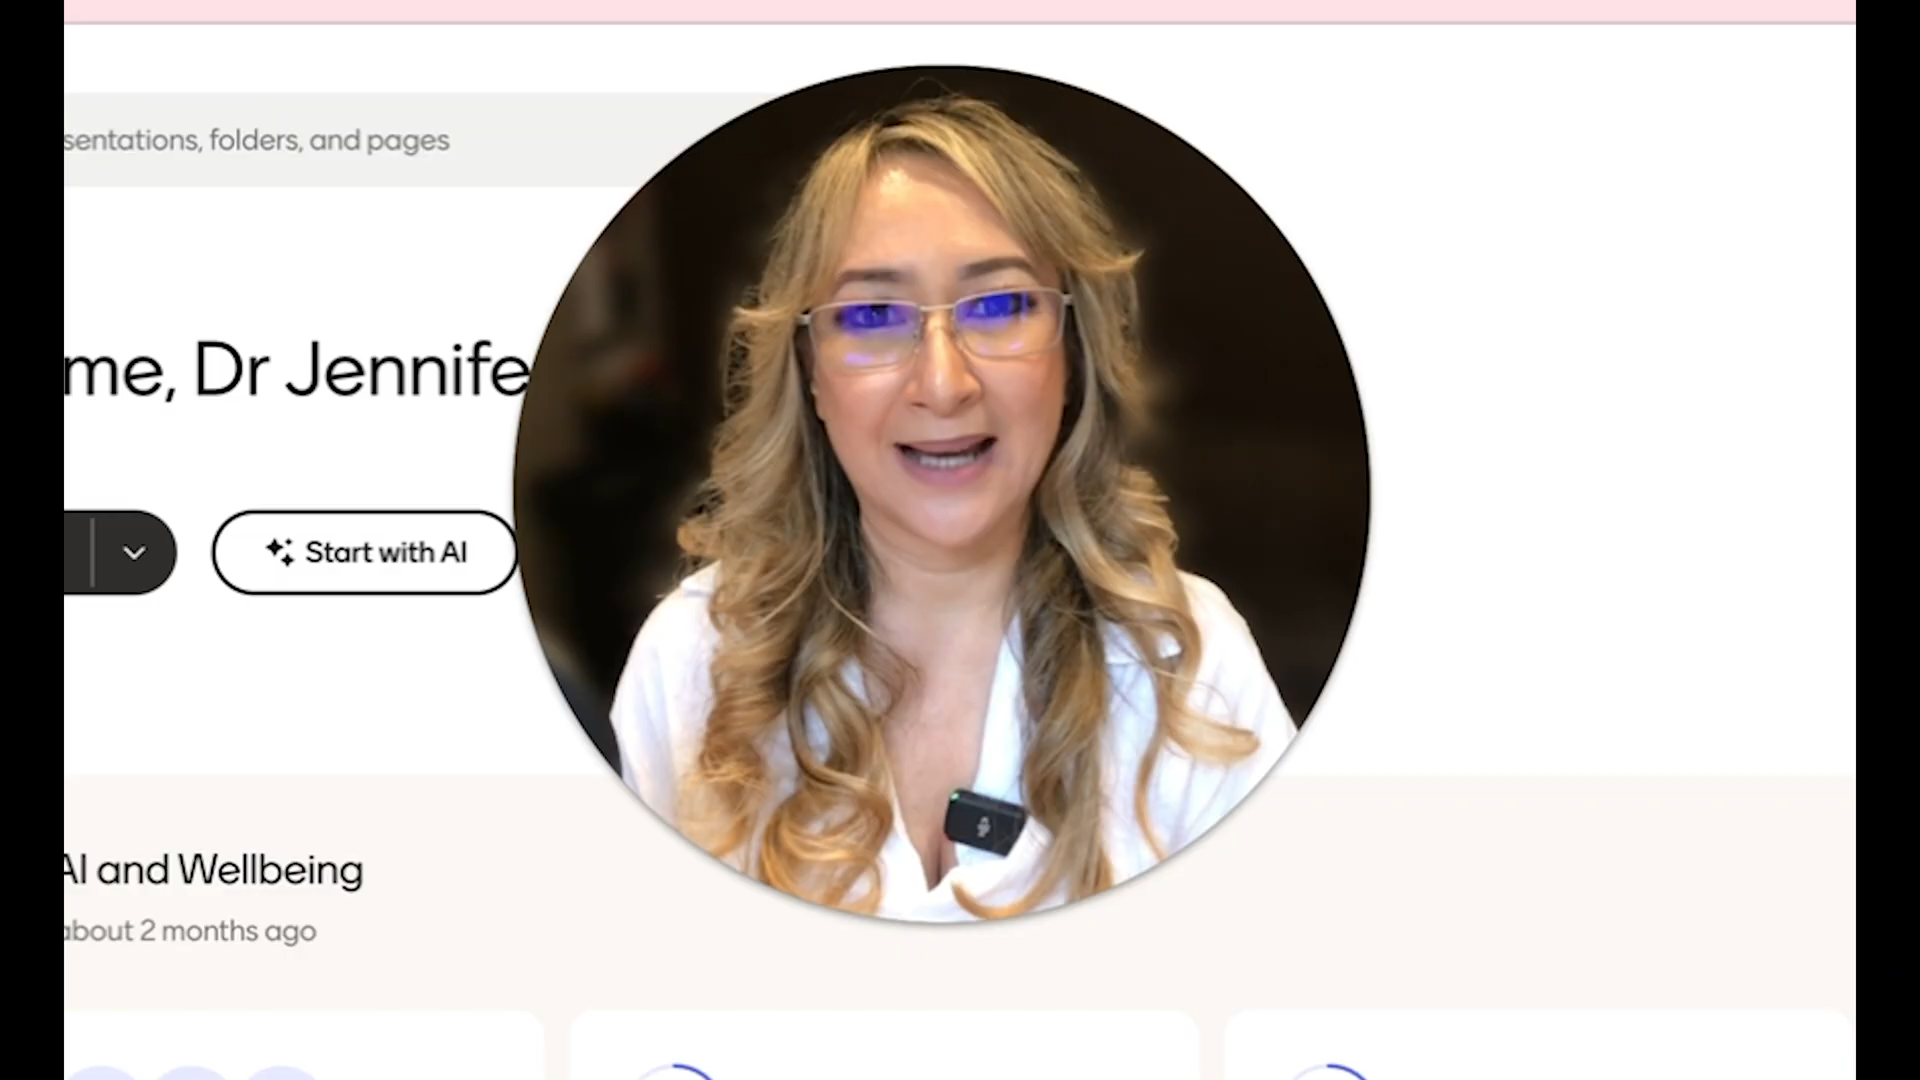 sentations, folders, and pages
me, Dr Jennife
Start with AI
AI and Wellbeing
about 2 months ago